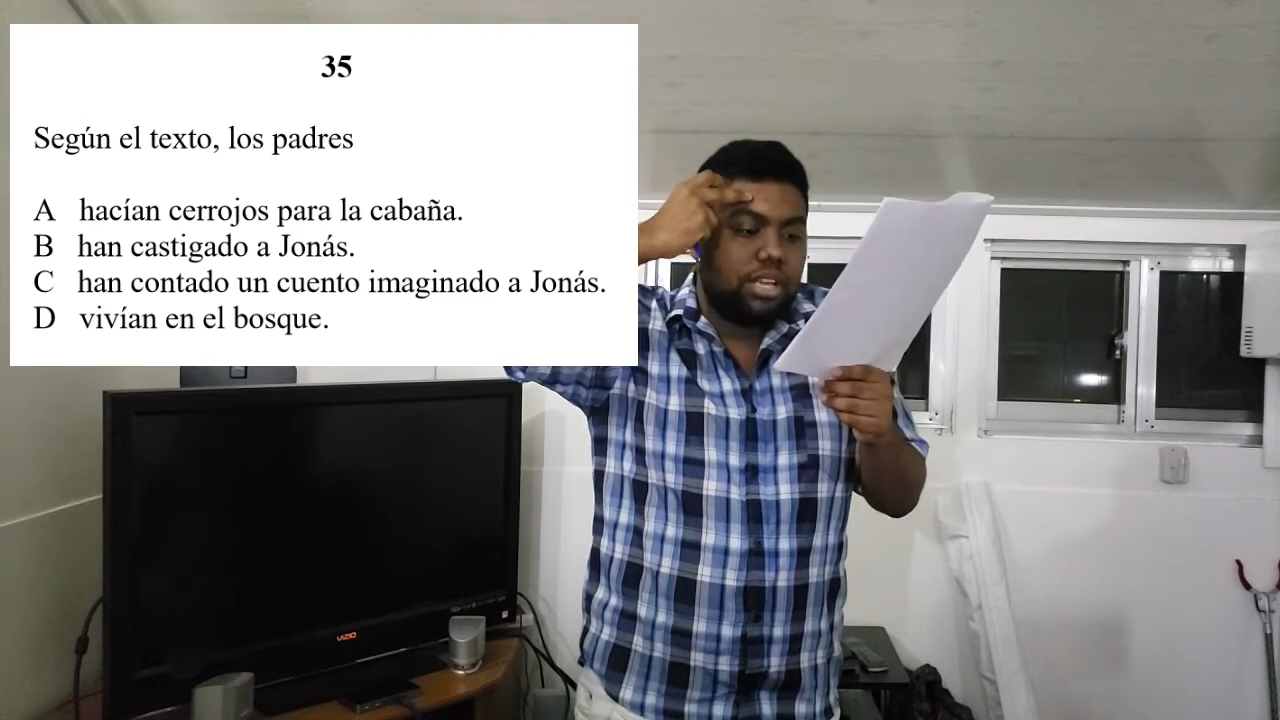 35
Según el texto, los padres
A hacían cerrojos para la cabaña.
B han castigado a Jonás.
C han contado un cuento imaginado a Jonás.
D vivían en el bosque.
VIZIO